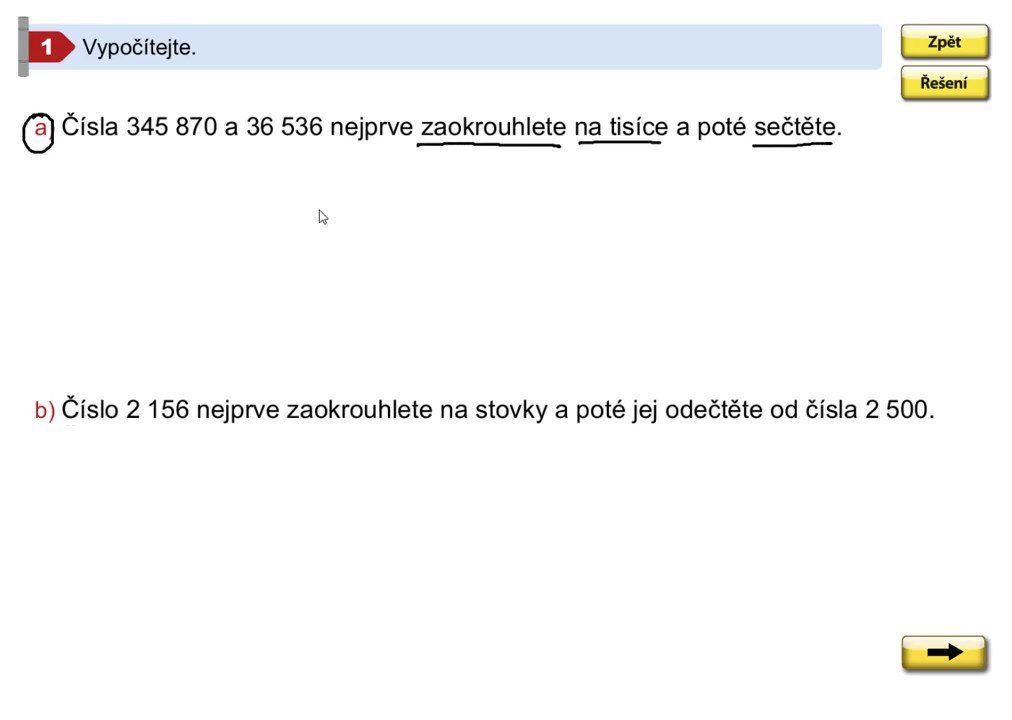 1 Vypočítejte.
Zpět
Řešení
a) Čísla 345 870 a 36 536 nejprve zaokrouhlete na tisíce a poté sečtěte.
b) Číslo 2 156 nejprve zaokrouhlete na stovky a poté jej odečtěte od čísla 2 500.